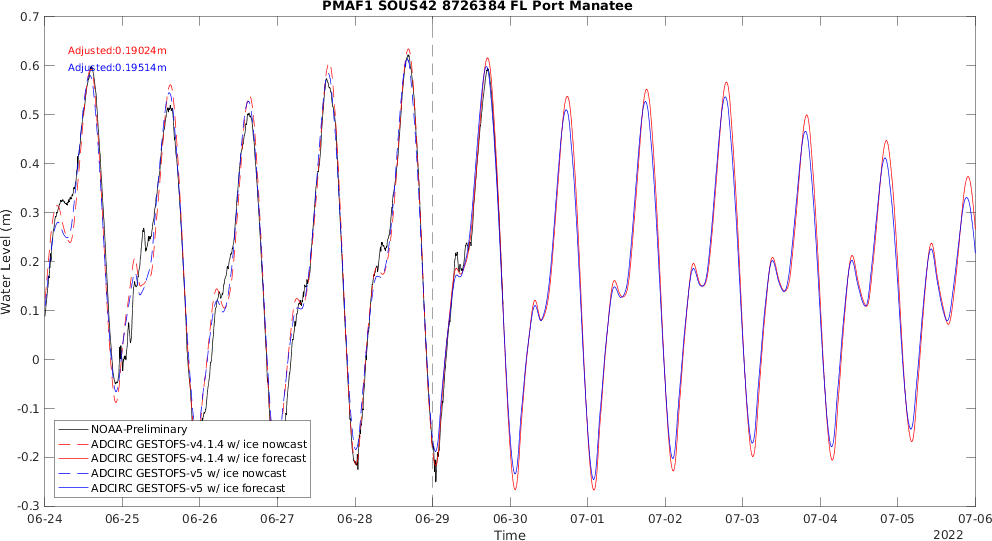 PMAF1 SOUS42 8726384 FL Port Manatee
0.7
Adjusted:0.19024m
0.6
Adjusted:0.19514m
0.5
0.4
0.3
0.2
0.1
0
-0.1
-0.2
-0.3
Water Level (m)
NOAA-Preliminary
ADCIRC GESTOFS-v4.1.4 w/ ice nowcast
ADCIRC GESTOFS-v4.1.4 w/ ice forecast
ADCIRC GESTOFS-v5 w/ ice nowcast
ADCIRC GESTOFS-v5 w/ ice forecast
06-24 06-25 06-26 06-27 06-28 06-29 06-30 07-01 07-02 07-03 07-04 07-05 07-06
Time
2022